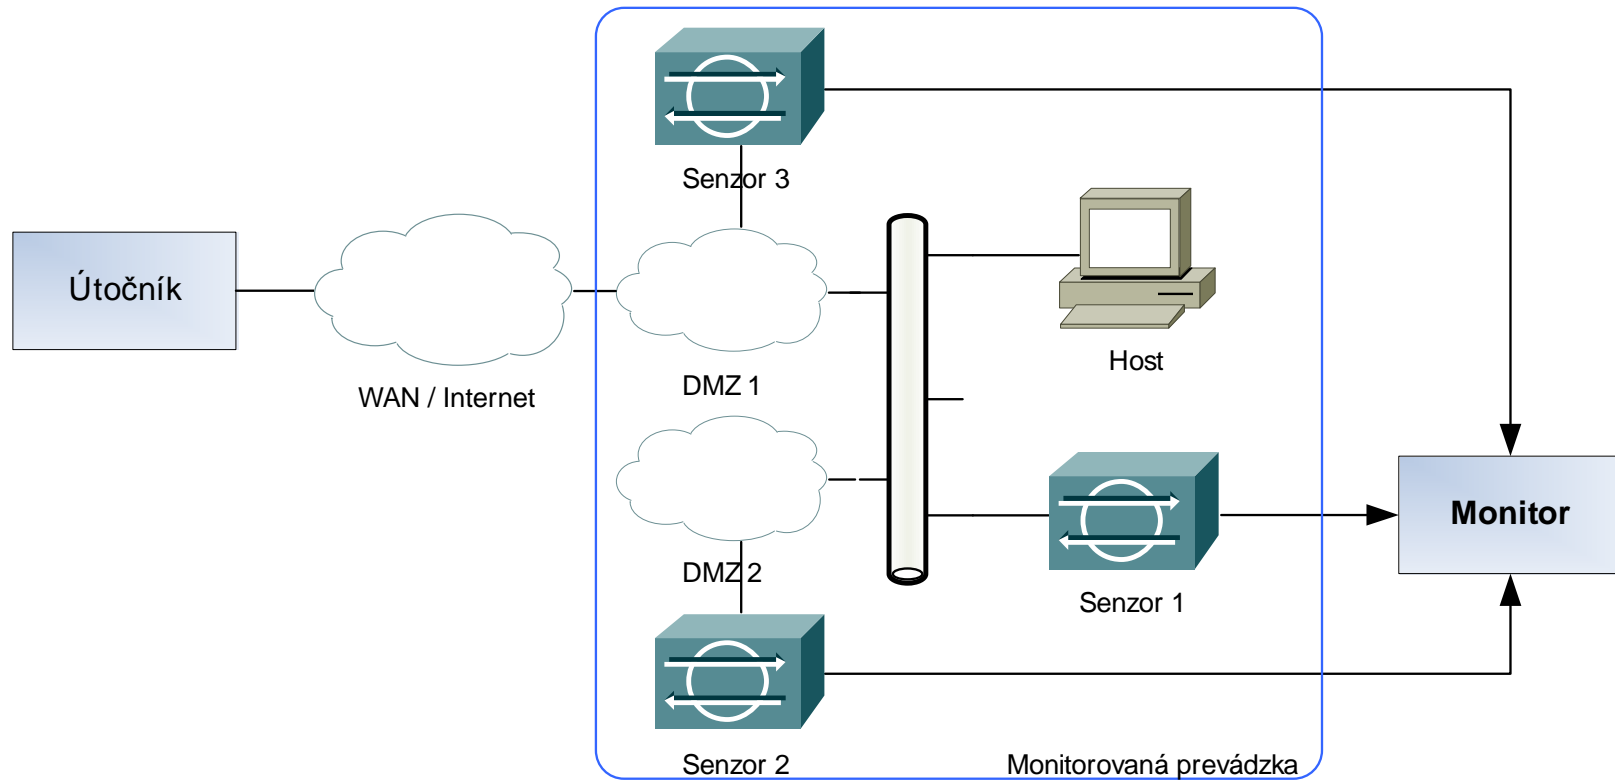 Senzor 3
Útočník
Host
DMZ 1
WAN / Internet
Monitor
DMZ 2
Senzor 1
Senzor 2
Monitorovaná prevádzka